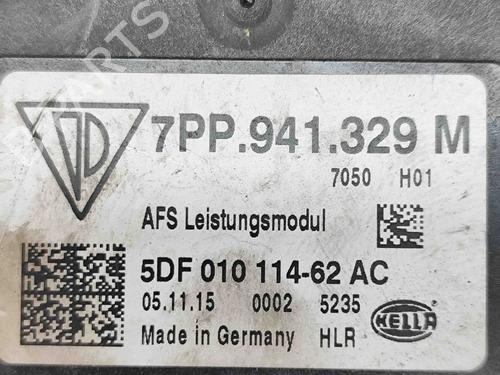 7PP.941.329 M
7050 H01
AFS Leistungsmodul
5DF 010 114-62 AC
05.11.15 0002 5235
Made in Germany HLR
HELLA